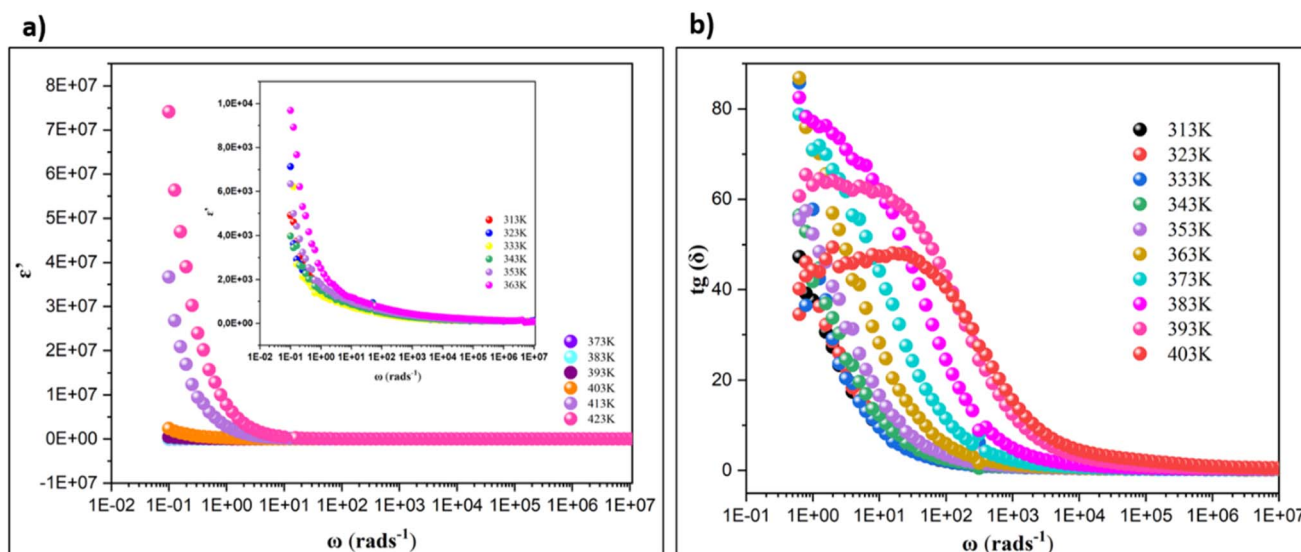 a)
ε'
8E+07
7E+07
6E+07
5E+07
4E+07
3E+07
2E+07
1E+07
0E+00
-1E+07
1E-02 1E-01 1E+00 1E+01 1E+02 1E+03 1E+04 1E+05 1E+06 1E+07
ω (rads-1)
373K
383K
393K
403K
413K
423K
ε'
1,0E+04
8,0E+03
6,0E+03
4,0E+03
2,0E+03
0,0E+00
1E-02 1E-01 1E+00 1E+01 1E+02 1E+03 1E+04 1E+05 1E+06 1E+07
ω (rads-1)
313K
323K
333K
343K
353K
363K
b)
tg (δ)
80
60
40
20
0
1E-01 1E+00 1E+01 1E+02 1E+03 1E+04 1E+05 1E+06 1E+07
ω (rads-1)
313K
323K
333K
343K
353K
363K
373K
383K
393K
403K